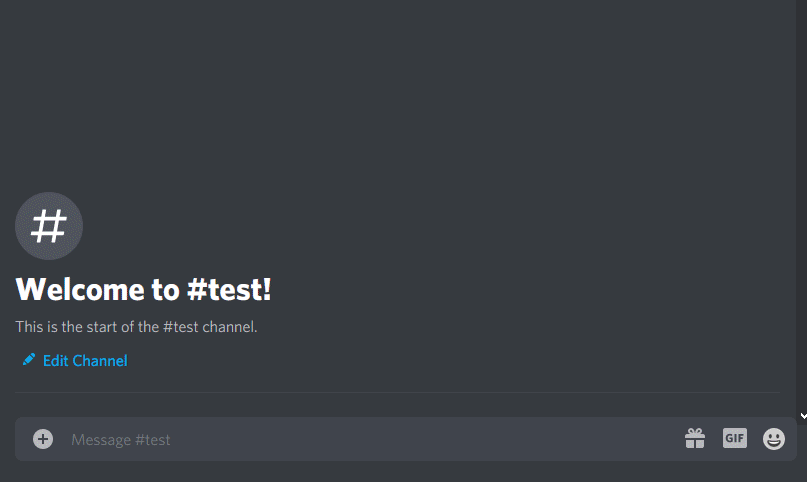 #
Welcome to #test!
This is the start of the #test channel.
Edit Channel
Message #test
GIF